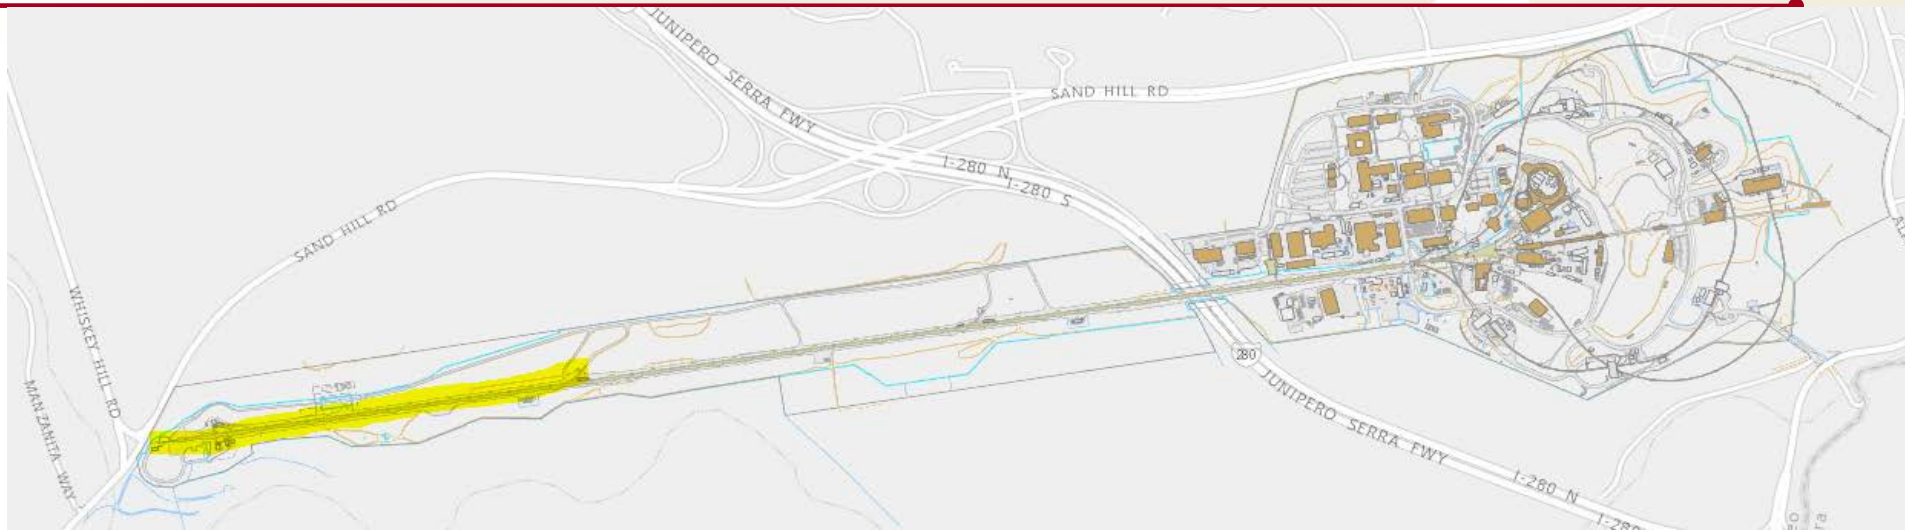 JUNIPERO SERRA FWY
SAND HILL RD
I-280 N
I-280 S
SAND HILL RD
WHISKEY HILL RD
MANZANITA WAY
280
JUNIPERO SERRA FWY
I-280 N